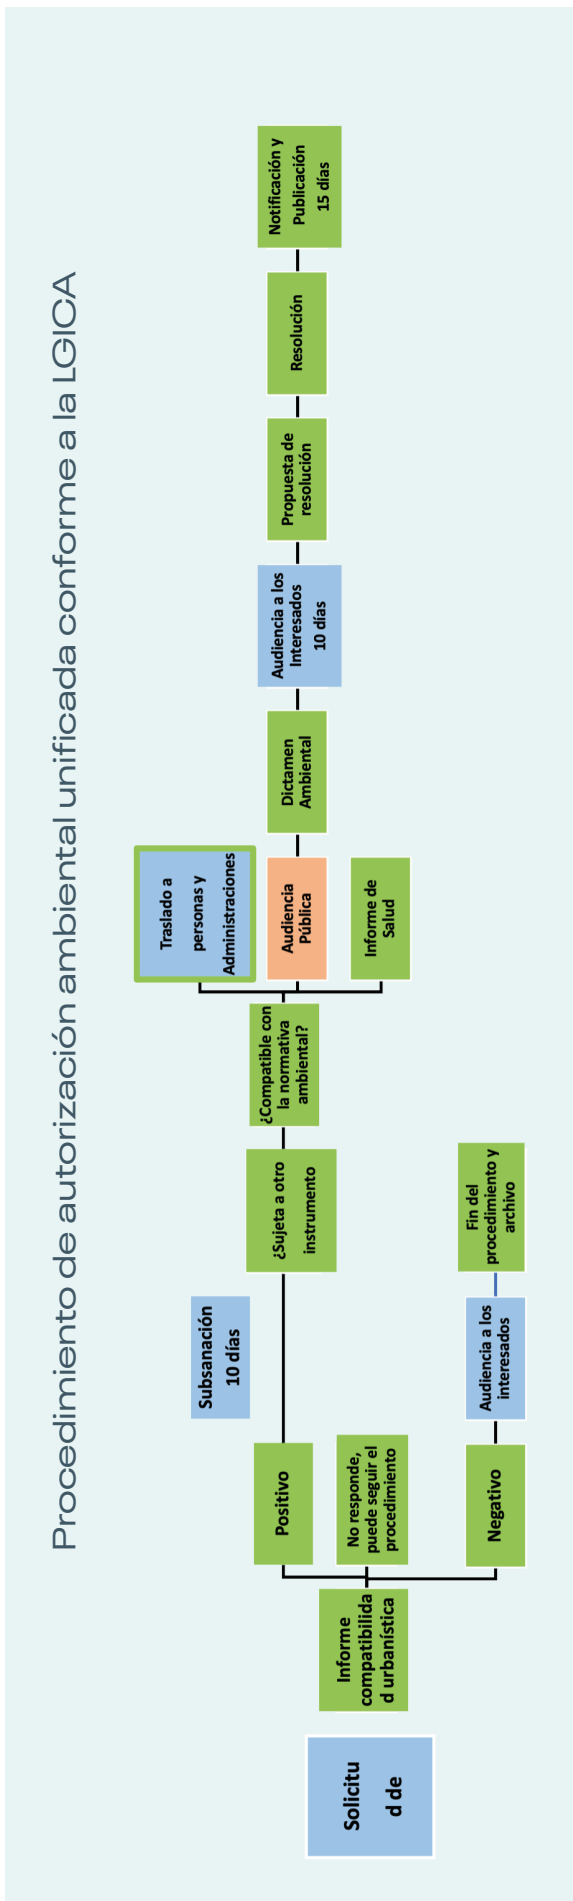 Procedimiento de autorización ambiental unificada conforme a la LGICA
Solicitu
d de
Informe
compatibilida
d urbanística
Positivo
No responde,
puede seguir el
procedimiento
Negativo
Subsanación
10 días
Audiencia a los
interesados
Fin del
procedimiento y
archivo
¿Sujeta a otro
instrumento
¿Compatible con
la normativa
ambiental?
Traslado a
personas y
Administraciones
Audiencia
Pública
Informe de
Salud
Dictamen
Ambiental
Audiencia a los
Interesados
10 días
Propuesta de
resolución
Resolución
Notificación y
Publicación
15 días